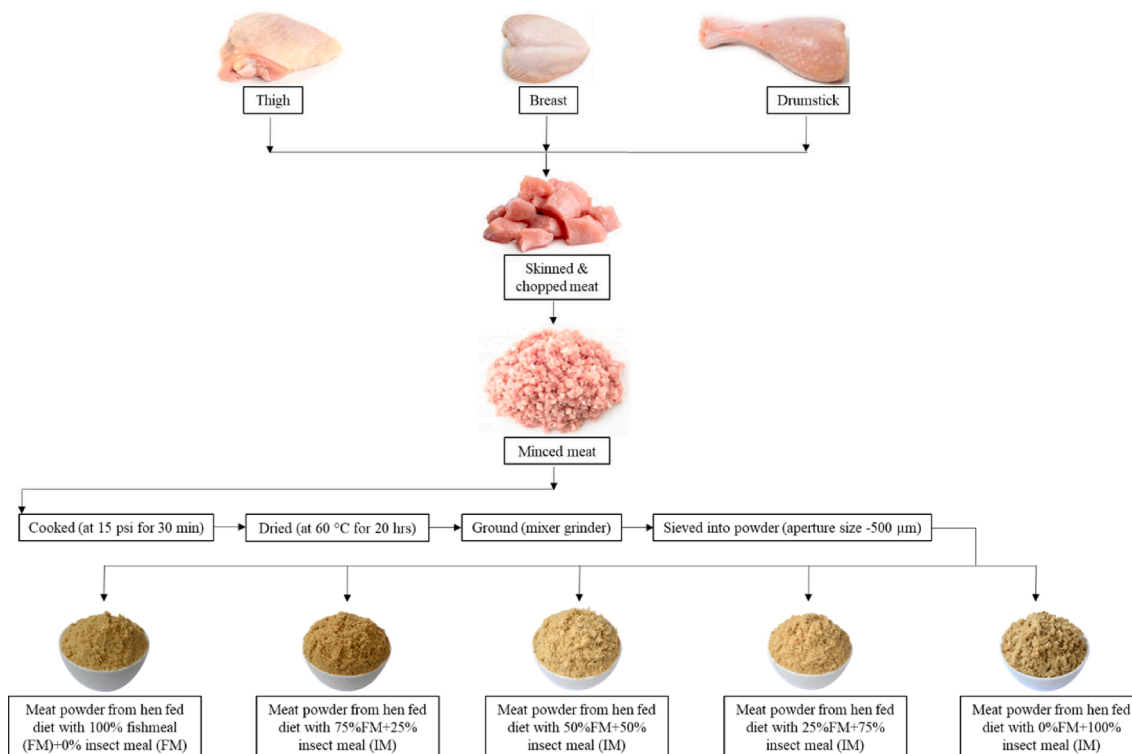 Thigh
Breast
Drumstick
Skinned &
chopped meat
Minced meat
Cooked (at 15 psi for 30 min)
Dried (at 60 °C for 20 hrs)
Ground (mixer grinder)
Sieved into powder (aperture size -500 µm)
Meat powder from hen fed
diet with 100% fishmeal
(FM)+0% insect meal (FM)
Meat powder from hen fed
diet with 75%FM+25%
insect meal (IM)
Meat powder from hen fed
diet with 50%FM+50%
insect meal (IM)
Meat powder from hen fed
diet with 25%FM+75%
insect meal (IM)
Meat powder from hen fed
diet with 0%FM+100%
insect meal (IM)